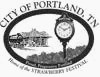 CITY OF PORTLAND, TN
Home of the STRAWBERRY FESTIVAL